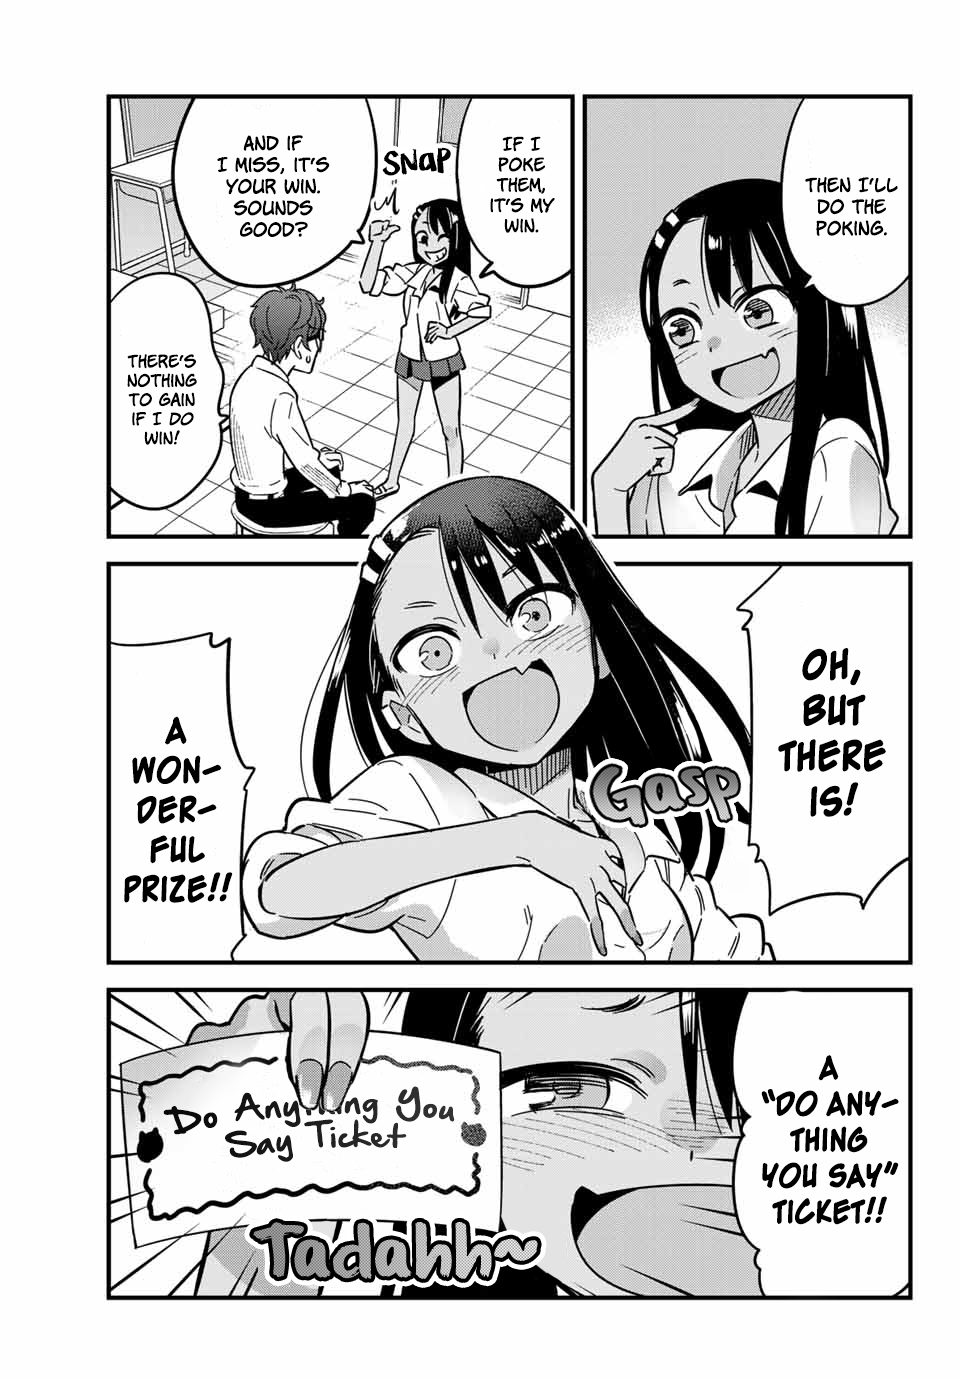 THEN I'LL
DO THE
POKING.
IF I
POKE
THEM,
IT'S MY
WIN.
SNAP
AND IF
I MISS, IT'S
YOUR WIN.
SOUNDS
GOOD?
THERE'S
NOTHING
TO GAIN
IF I DO
WIN!
OH,
BUT
THERE
IS!
Gasp
A
WON-
DER-
FUL
PRIZE!!
A
"DO ANY-
THING
YOU SAY"
TICKET!!
Do Anything You
Say Ticket
Tadahh~